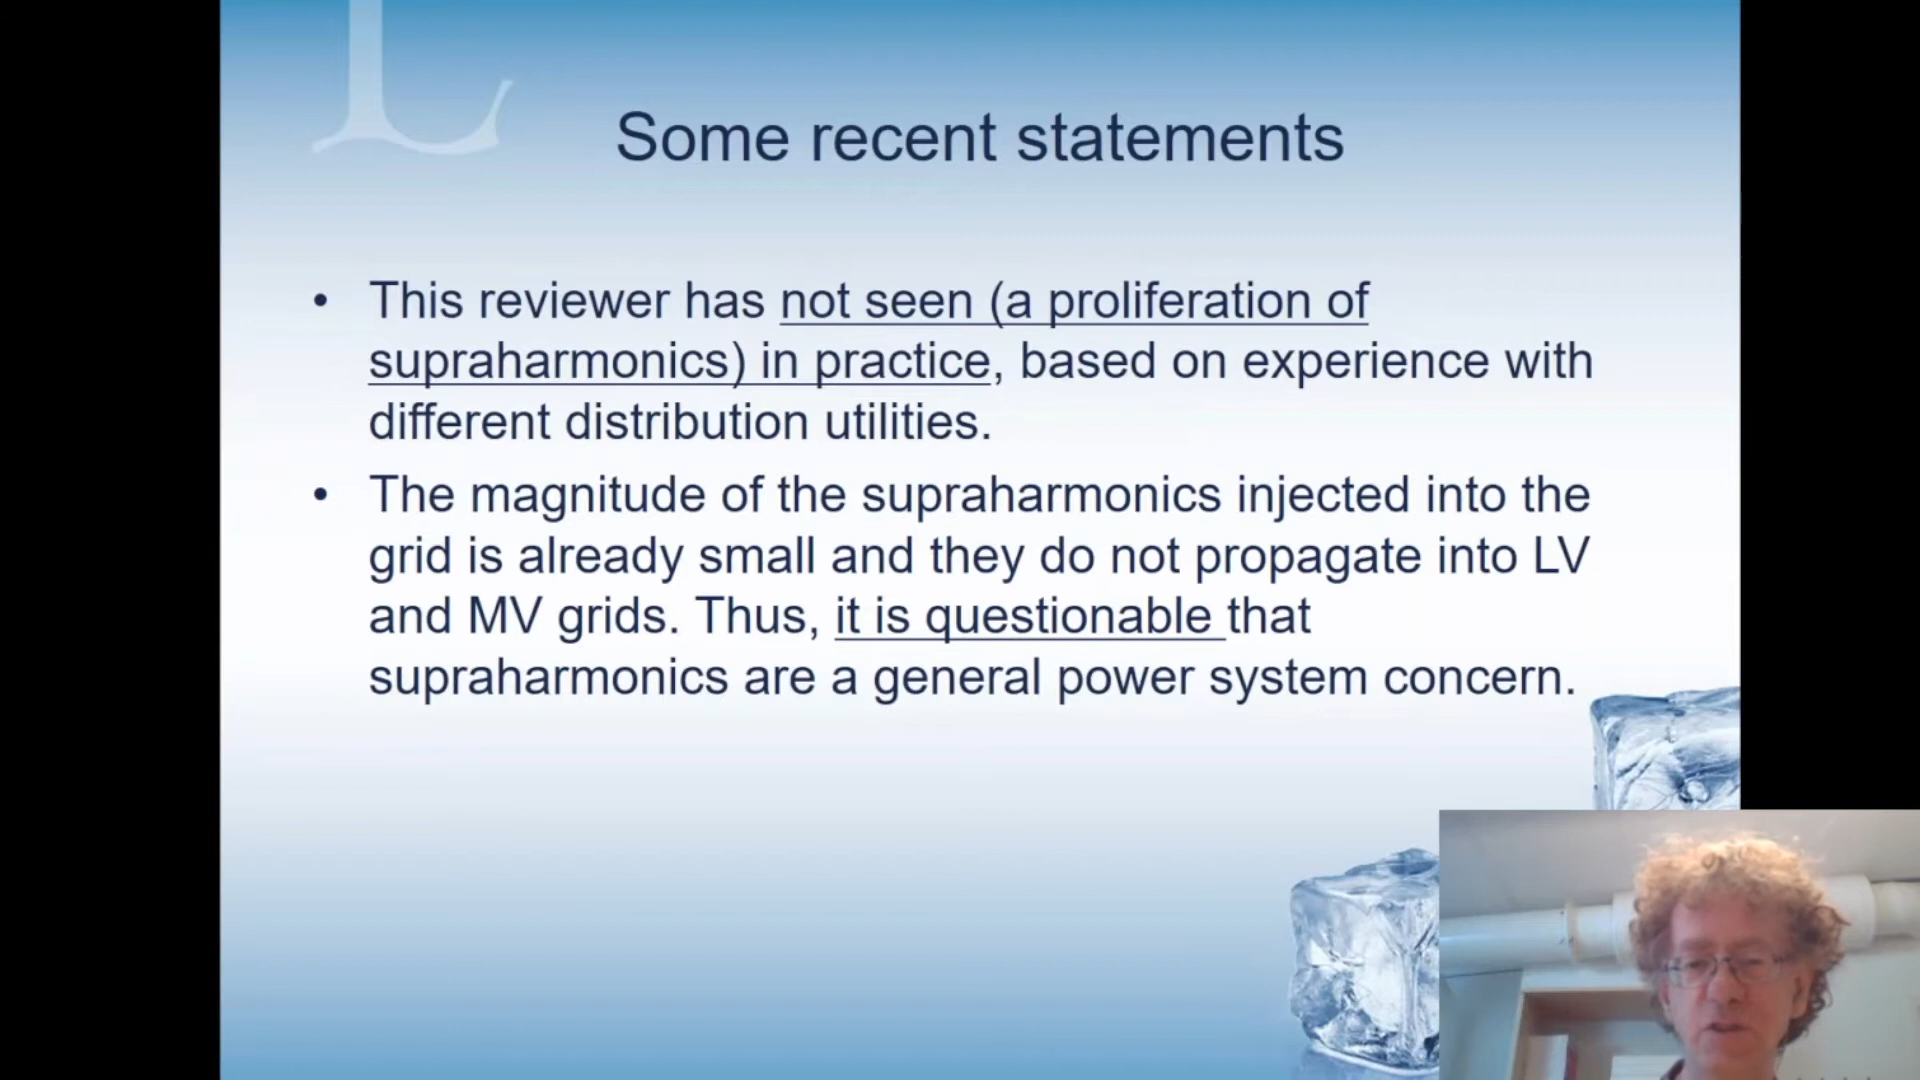 Some recent statements
• This reviewer has not seen (a proliferation of
supraharmonics) in practice, based on experience with
different distribution utilities.
• The magnitude of the supraharmonics injected into the
grid is already small and they do not propagate into LV
and MV grids. Thus, it is questionable that
supraharmonics are a general power system concern.